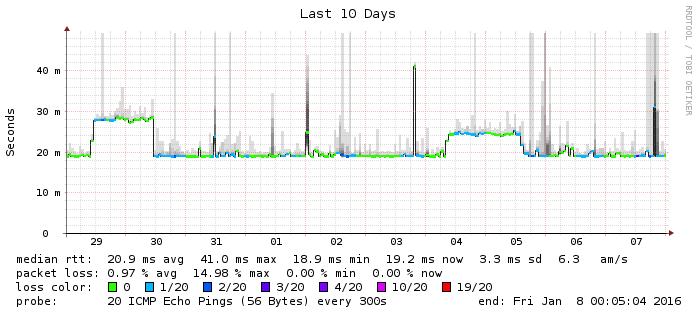 Last 10 Days
RRDTOOL / TOBI OETIKER
Seconds
40 m
30 m
20 m
10 m
0
29 30 31 01 02 03 04 05 06 07
median rtt: 20.9 ms avg 41.0 ms max 18.9 ms min 19.2 ms now 3.3 ms sd 6.3 am/s
packet loss: 0.97 % avg 14.98 % max 0.00 % min 0.00 % now
loss color: 0 1/20 2/20 3/20 4/20 10/20 19/20
probe: 20 ICMP Echo Pings (56 Bytes) every 300s end: Fri Jan 8 00:05:04 2016